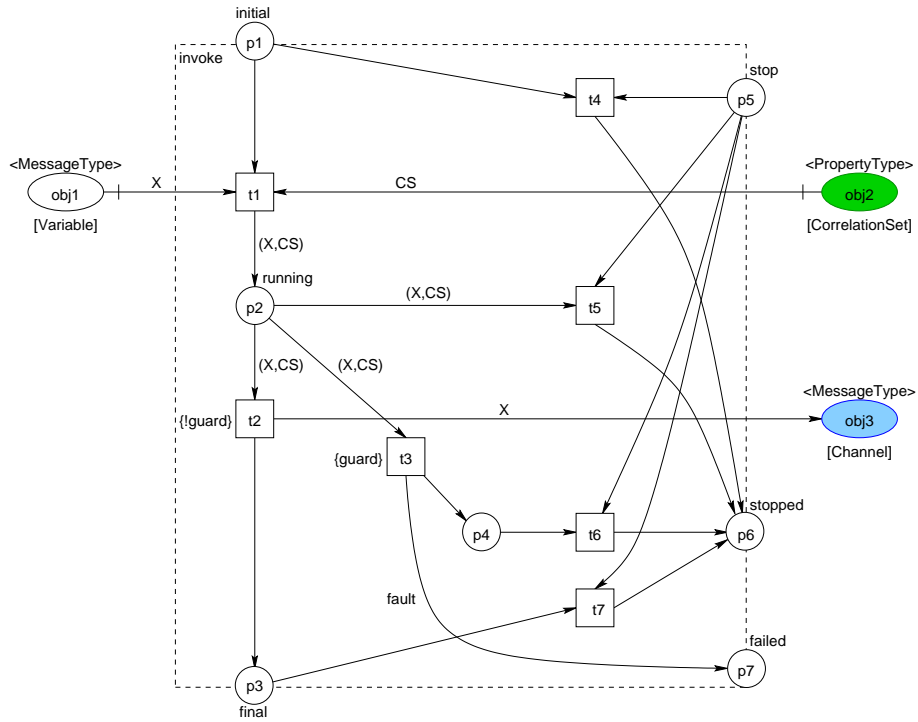 initial
p1
invoke
stop
t4
p5
<MessageType>
X
CS
<PropertyType>
obj1
t1
obj2
[Variable]
[CorrelationSet]
(X,CS)
running
p2
(X,CS)
t5
(X,CS)
(X,CS)
<MessageType>
{!guard}
t2
X
obj3
{guard}
t3
[Channel]
stopped
p4
t6
p6
fault
t7
failed
p3
p7
final